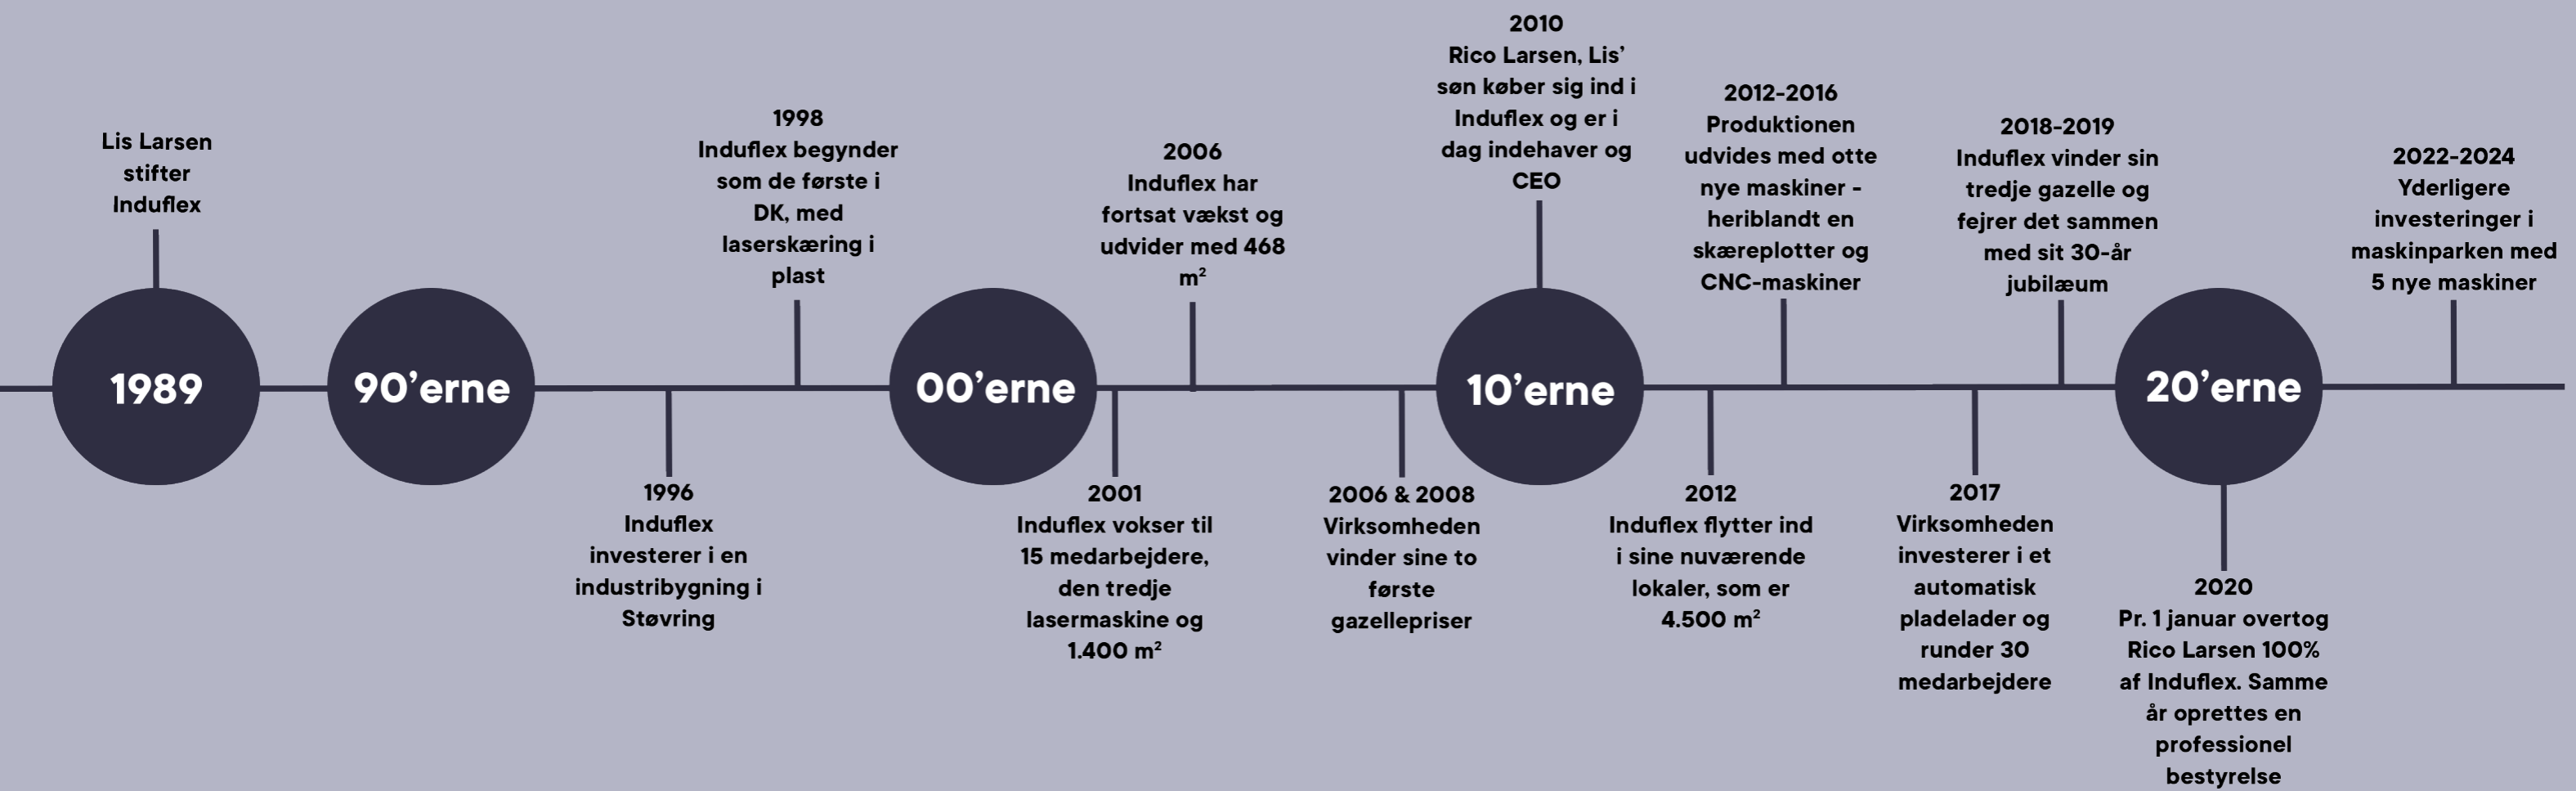 Lis Larsen
stifter
Induflex
1989
90'erne
1996
Induflex
investerer i en
industribygning i
Støvring
1998
Induflex begynder
som de første i
DK, med
laserskæring i
plast
00'erne
2001
Induflex vokser til
15 medarbejdere,
den tredje
lasermaskine og
1.400 m²
2006
Induflex har
fortsat vækst og
udvider med 468
m²
2006 & 2008
Virksomheden
vinder sine to
første
gazellepriser
2010
Rico Larsen, Lis’
søn køber sig ind i
Induflex og er i
dag indehaver og
CEO
10’erne
2012
Induflex flytter ind
i sine nuværende
lokaler, som er
4.500 m²
2012-2016
Produktionen
udvides med otte
nye maskiner -
heriblandt en
skæreplotter og
CNC-maskiner
2017
Virksomheden
investerer i et
automatisk
pladelader og
runder 30
medarbejdere
2018-2019
Induflex vinder sin
tredje gazelle og
fejrer det sammen
med sit 30-år
jubilæum
20’erne
2020
Pr. 1 januar overtog
Rico Larsen 100%
af Induflex. Samme
år oprettes en
professionel
bestyrelse
2022-2024
Yderligere
investeringer i
maskinparken med
5 nye maskiner